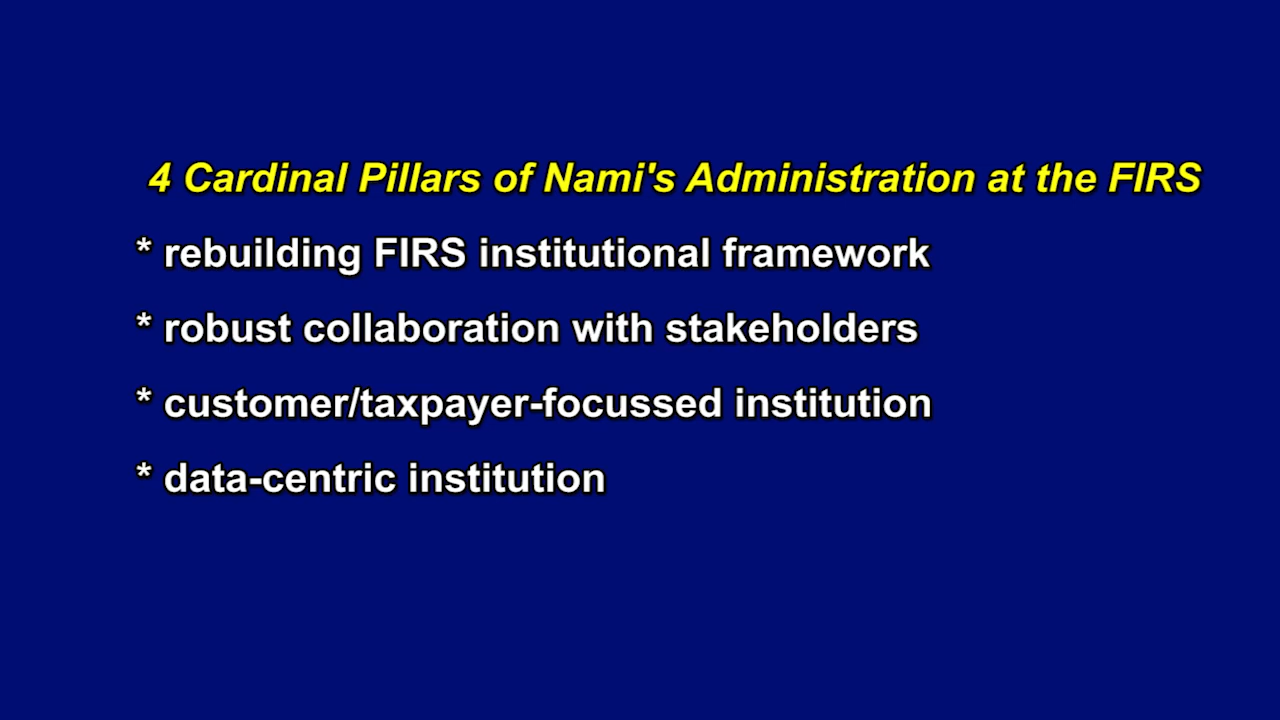 4 Cardinal Pillars of Nami's Administration at the FIRS
* rebuilding FIRS institutional framework
* robust collaboration with stakeholders
* customer/taxpayer-focussed institution
* data-centric institution